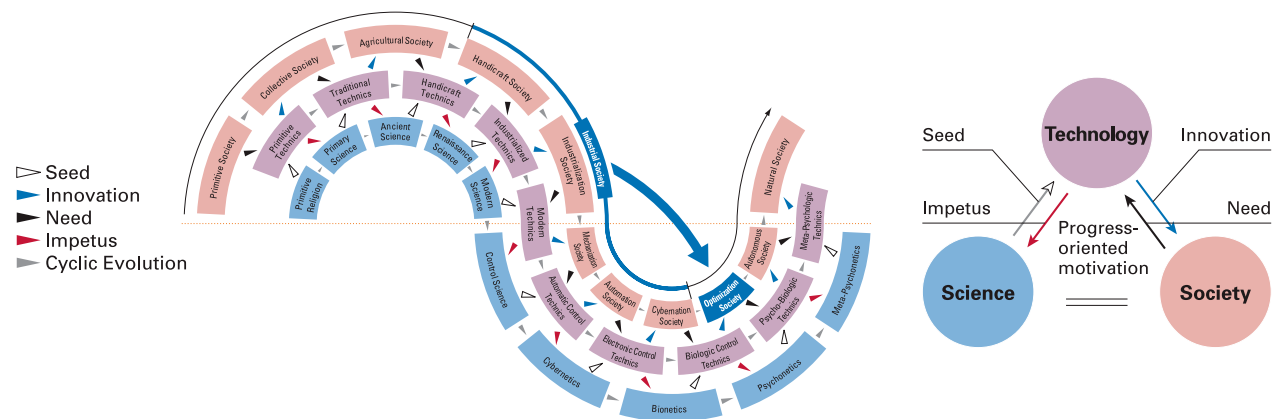 Seed
Innovation
Need
Impetus
Cyclic Evolution
Primitive Society
Collective Society
Agricultural Society
Handicraft Society
Industrialization
Society
Industrial Society
Mechanization
Society
Automation
Society
Cybernation
Society
Optimization
Society
Autonomous
Society
Natural Society
Primitive
Technics
Traditional
Technics
Handicraft
Technics
Industrialized
Technics
Modern
Technics
Automatic Control
Technics
Electronic Control
Technics
Biologic Control
Technics
Psycho-Biologic
Technics
Meta-Psychologic
Technics
Primitive
Religion
Primary
Science
Ancient
Science
Renaissance
Science
Modern
Science
Control Science
Cybernetics
Bionetics
Psychonetics
Meta-Psychonetics
Technology
Seed
Innovation
Impetus
Need
Progress-
oriented
motivation
Science
Society